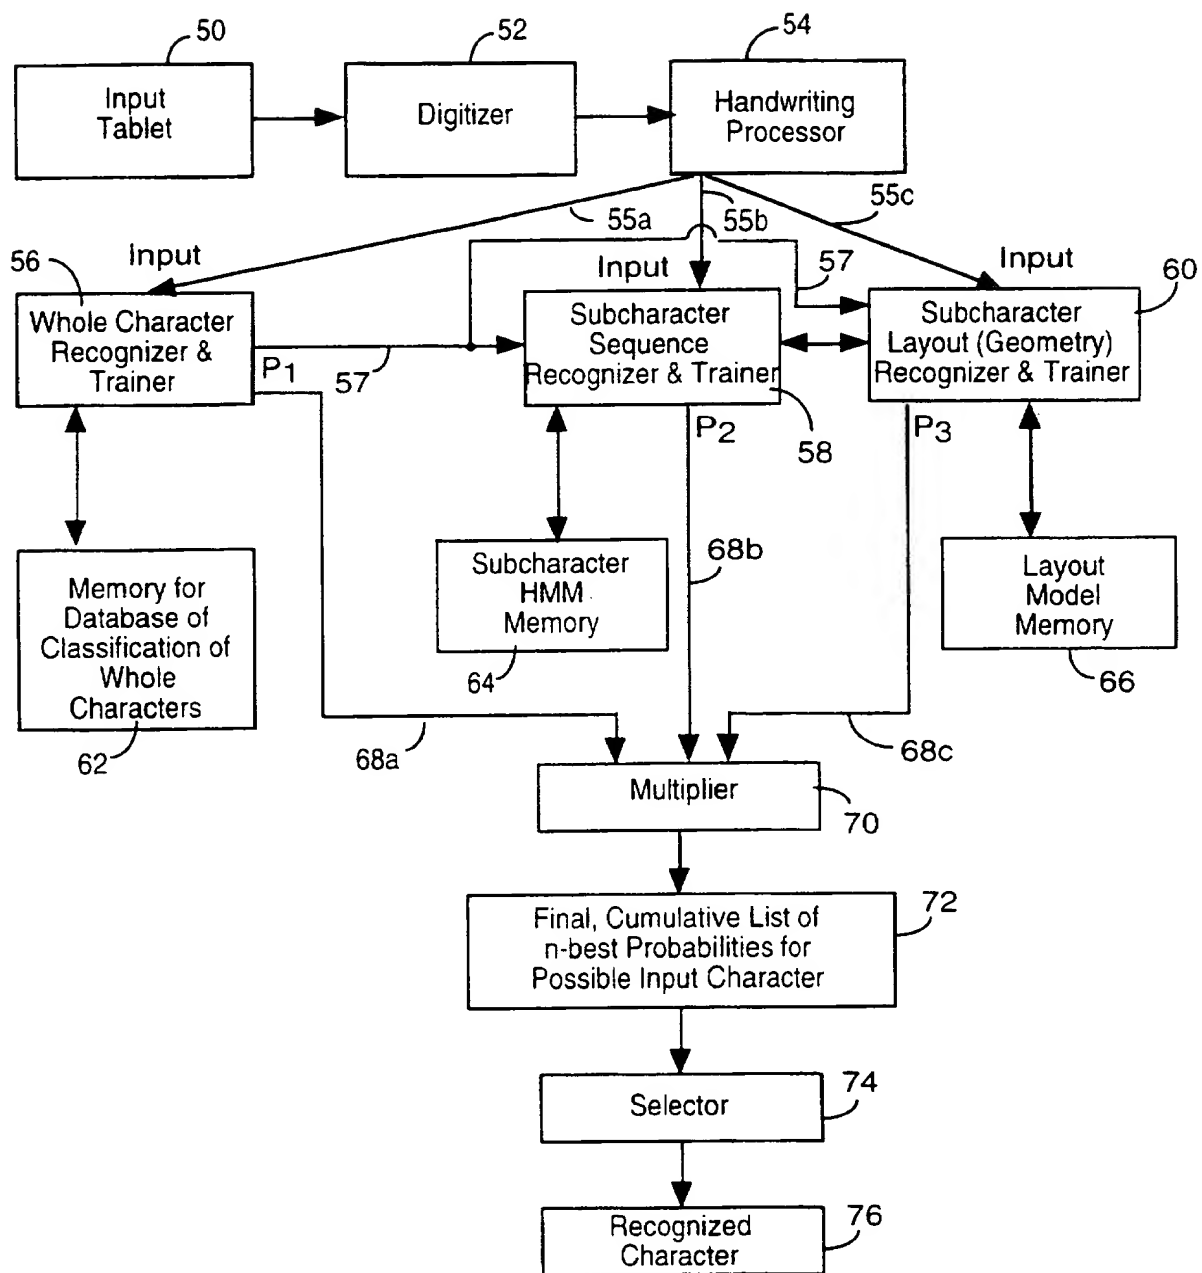 50
52
54
Input
Tablet
Digitizer
Handwriting
Processor
55a
55b
55c
56
Input
Input
57
Input
60
Whole Character
Recognizer &
Trainer
P1
57
Subcharacter
Sequence
Recognizer & Trainer
P2
58
Subcharacter
Layout (Geometry)
Recognizer & Trainer
P3
Memory for
Database of
Classification of
Whole
Characters
62
Subcharacter
HMM
Memory
64
68b
Layout
Model
Memory
66
68a
68c
Multiplier
70
Final, Cumulative List of
n-best Probabilities for
Possible Input Character
72
Selector
74
Recognized
Character
76